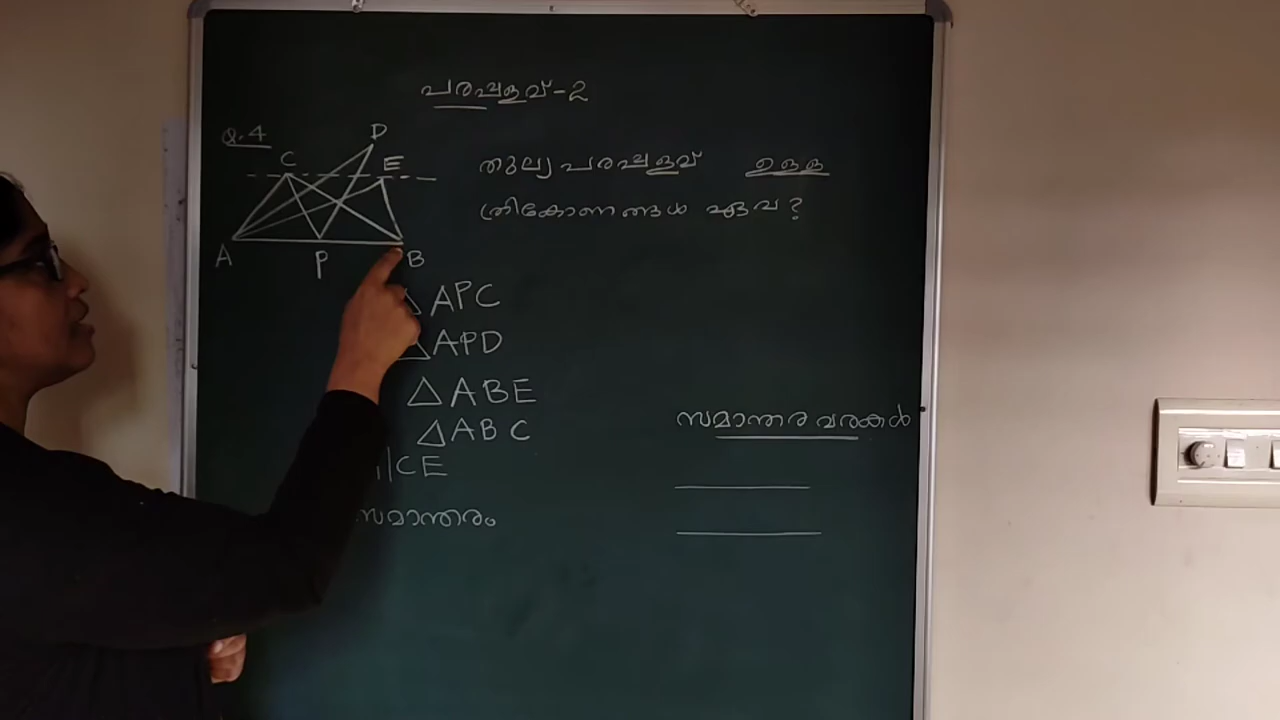 പരപ്പളവ്-2
Q.4
D
C
E
തുല്യപരപ്പളവ് ഉള്ള
ത്രികോണങ്ങൾ ഏവ?
A
P
B
△ APC
△ APD
△ ABE
△ ABC
||CE
സമാന്തരം
സമാന്തര വരകൾ